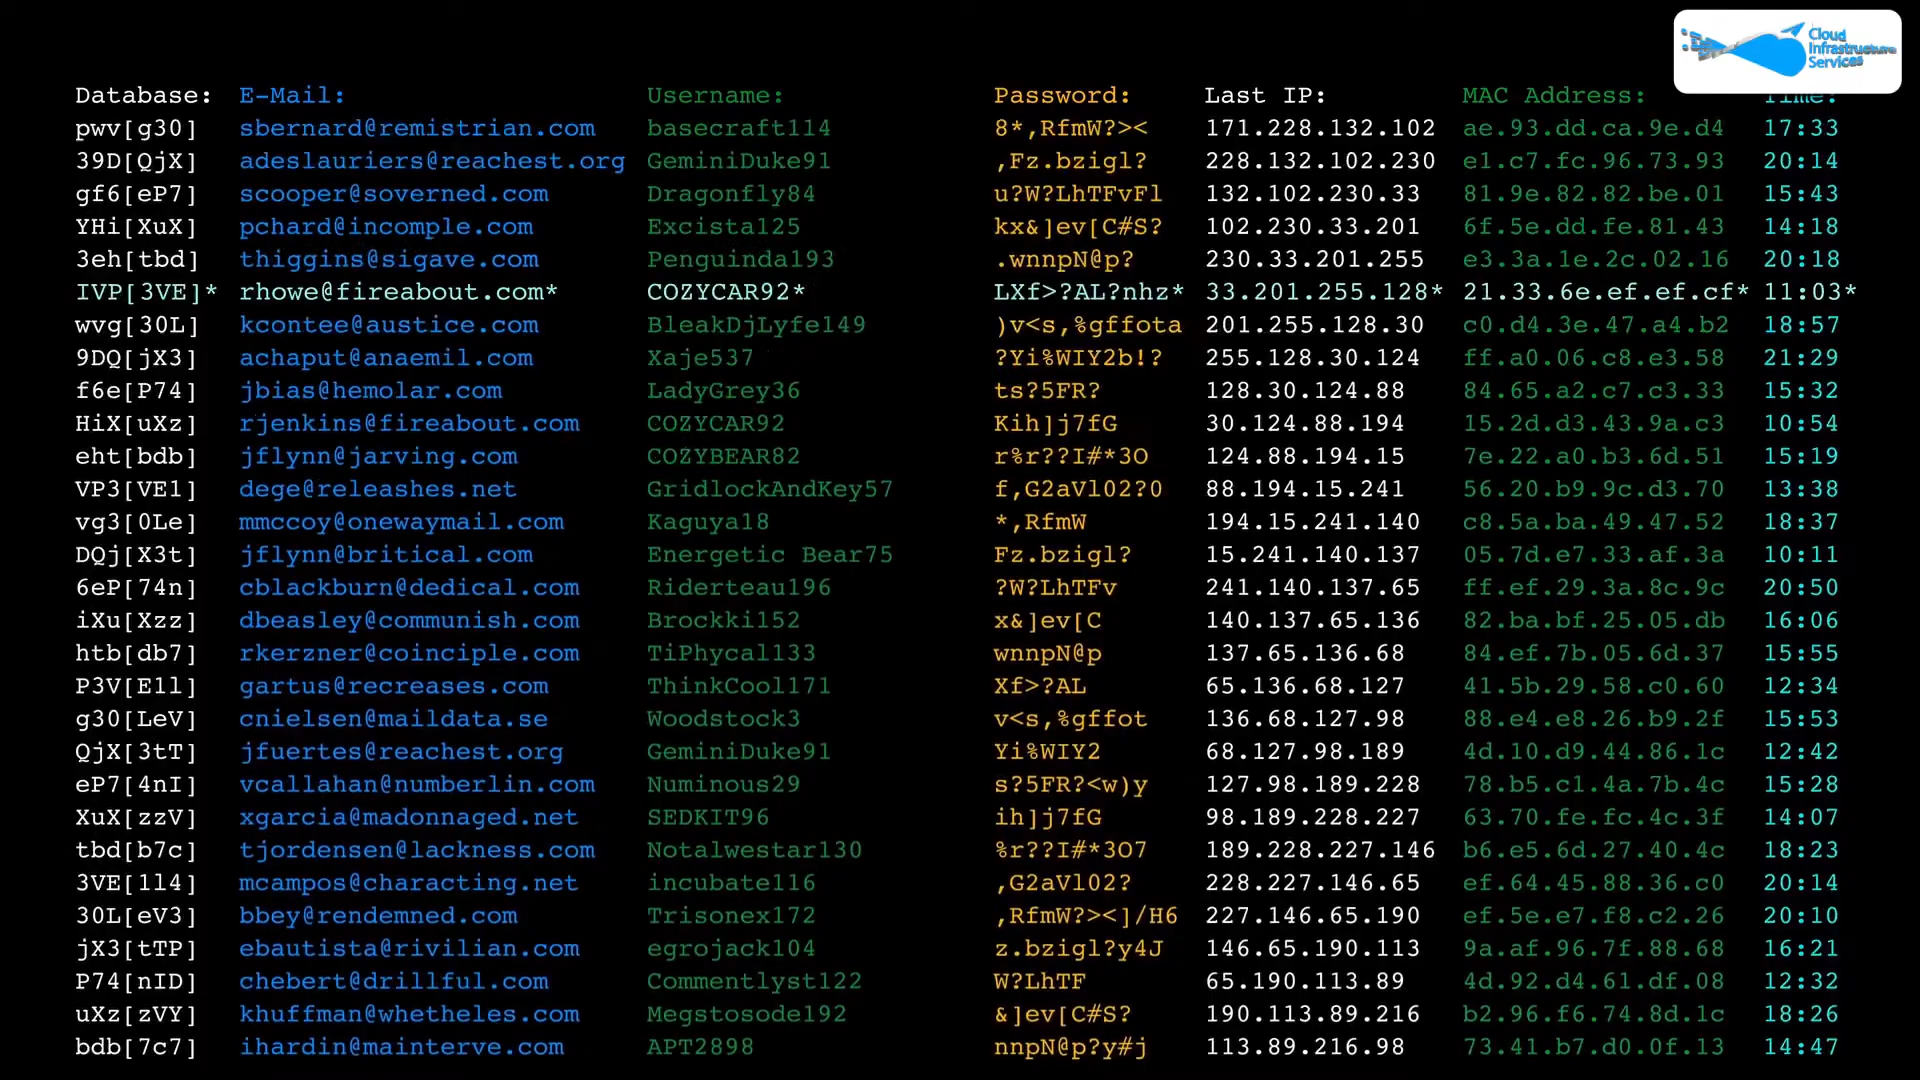 Cloud
Infrastructure
Services
Database: E-Mail: Username: Password: Last IP: MAC Address: Time:
pwv[g30] sbernard@remistrian.com basecraft114 8*,RfmW?>< 171.228.132.102 ae.93.dd.ca.9e.d4 17:33
39D[QjX] adeslauriers@reachest.org GeminiDuke91 ,Fz.bzigl? 228.132.102.230 e1.c7.fc.96.73.93 20:14
gf6[eP7] scooper@soverned.com Dragonfly84 u?W?LhTFvFl 132.102.230.33 81.9e.82.82.be.01 15:43
YHi[XuX] pchard@incomple.com Excista125 kx&]ev[C#S? 102.230.33.201 6f.5e.dd.fe.81.43 14:18
3eh[tbd] thiggins@sigave.com Penguinda193 .wnnpN@p? 230.33.201.255 e3.3a.1e.2c.02.16 20:18
IVP[3VE]* rhowe@fireabout.com* COZYCAR92* LXf>?AL?nhz* 33.201.255.128* 21.33.6e.ef.ef.cf* 11:03*
wvg[30L] kcontee@austice.com BleakDjLyfe149 )v<s,%gffota 201.255.128.30 c0.d4.3e.47.a4.b2 18:57
9DQ[jX3] achaput@anaemil.com Xaje537 ?Yi%WIY2b!? 255.128.30.124 ff.a0.06.c8.e3.58 21:29
f6e[P74] jbias@hemolar.com LadyGrey36 ts?5FR? 128.30.124.88 84.65.a2.c7.c3.33 15:32
HiX[uXz] rjenkins@fireabout.com COZYCAR92 Kih]j7fG 30.124.88.194 15.2d.d3.43.9a.c3 10:54
eht[bdb] jflynn@jarving.com COZYBEAR82 r%r??I#*3O 124.88.194.15 7e.22.a0.b3.6d.51 15:19
VP3[VE1] dege@releashes.net GridlockAndKey57 f,G2aVl02?0 88.194.15.241 56.20.b9.9c.d3.70 13:38
vg3[0Le] mmccoy@onewaymail.com Kaguya18 *,RfmW 194.15.241.140 c8.5a.ba.49.47.52 18:37
DQj[X3t] jflynn@britical.com Energetic Bear75 Fz.bzigl? 15.241.140.137 05.7d.e7.33.af.3a 10:11
6eP[74n] cblackburn@dedical.com Riderteau196 ?W?LhTFv 241.140.137.65 ff.ef.29.3a.8c.9c 20:50
iXu[Xzz] dbeasley@communish.com Brockki152 x&]ev[C 140.137.65.136 82.ba.bf.25.05.db 16:06
htb[db7] rkerzner@coinciple.com TiPhycal133 wnnpN@p 137.65.136.68 84.ef.7b.05.6d.37 15:55
P3V[E1l] gartus@recreases.com ThinkCool171 Xf>?AL 65.136.68.127 41.5b.29.58.c0.60 12:34
g30[LeV] cnielsen@maildata.se Woodstock3 v<s,%gffot 136.68.127.98 88.e4.e8.26.b9.2f 15:53
QjX[3tT] jfuertes@reachest.org GeminiDuke91 Yi%WIY2 68.127.98.189 4d.10.d9.44.86.1c 12:42
eP7[4nI] vcallahan@numberlin.com Numinous29 s?5FR?<w)y 127.98.189.228 78.b5.c1.4a.7b.4c 15:28
XuX[zzV] xgarcia@madonnaged.net SEDKIT96 ih]j7fG 98.189.228.227 63.70.fe.fc.4c.3f 14:07
tbd[b7c] tjordensen@lackness.com Notalwestar130 %r??I#*3O7 189.228.227.146 b6.e5.6d.27.40.4c 18:23
3VE[1l4] mcampos@characting.net incubate116 ,G2aVl02? 228.227.146.65 ef.64.45.88.36.c0 20:14
30L[eV3] bbey@rendemned.com Trisonex172 ,RfmW?><]/H6 227.146.65.190 ef.5e.e7.f8.c2.26 20:10
jX3[tTP] ebautista@rivilian.com egrojack104 z.bzigl?y4J 146.65.190.113 9a.af.96.7f.88.68 16:21
P74[nID] chebert@drillful.com Commentlyst122 W?LhTF 65.190.113.89 4d.92.d4.61.df.08 12:32
uXz[zVY] khuffman@whetheles.com Megstosode192 &]ev[C#S? 190.113.89.216 b2.96.f6.74.8d.1c 18:26
bdb[7c7] ihardin@mainterve.com APT2898 nnpN@p?y#j 113.89.216.98 73.41.b7.d0.0f.13 14:47